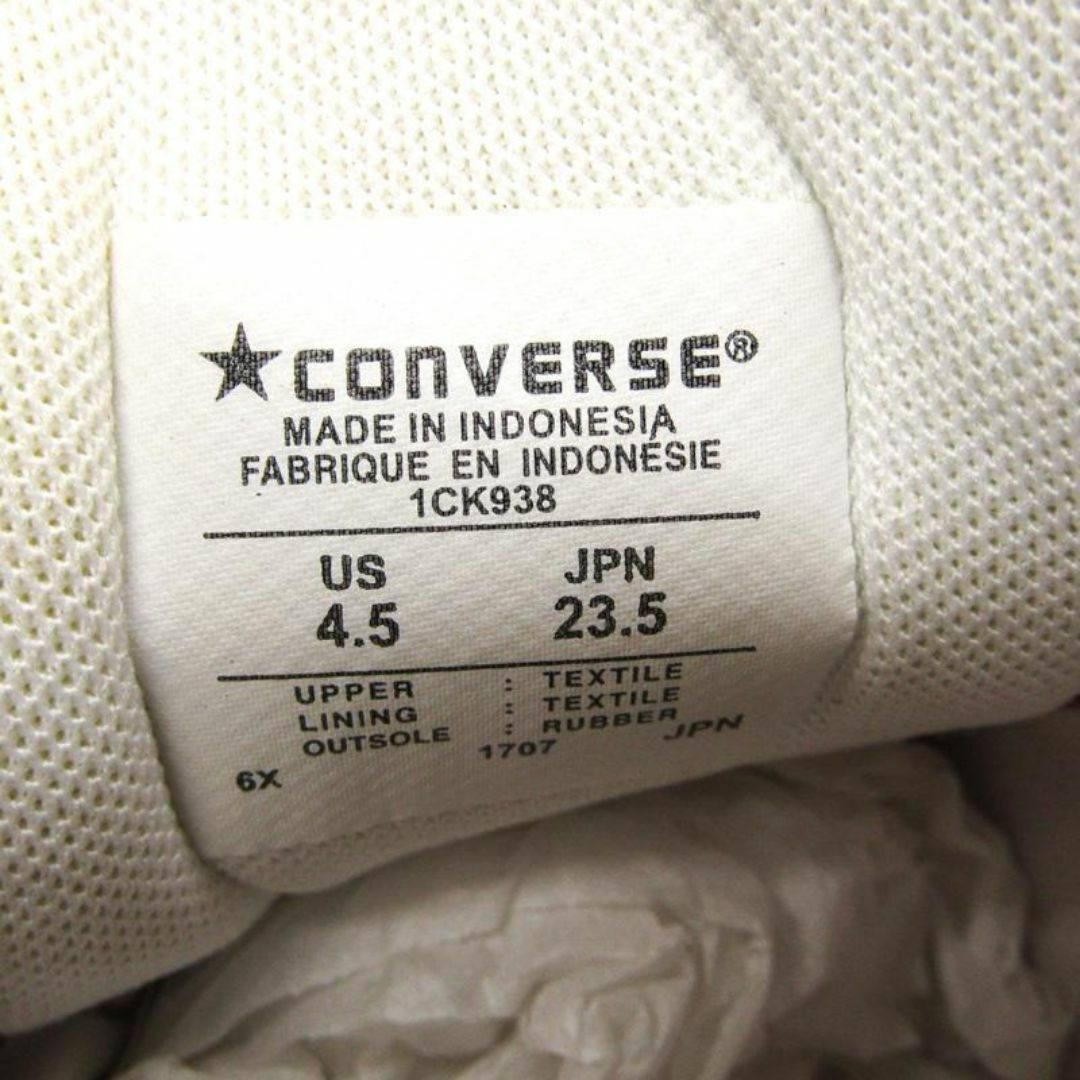 CONVERSE®
MADE IN INDONESIA
FABRIQUE EN INDONÉSIE
1CK938
US JPN
4.5 23.5
UPPER : TEXTILE
LINING : TEXTILE
OUTSOLE : RUBBER
6X 1707 JPN